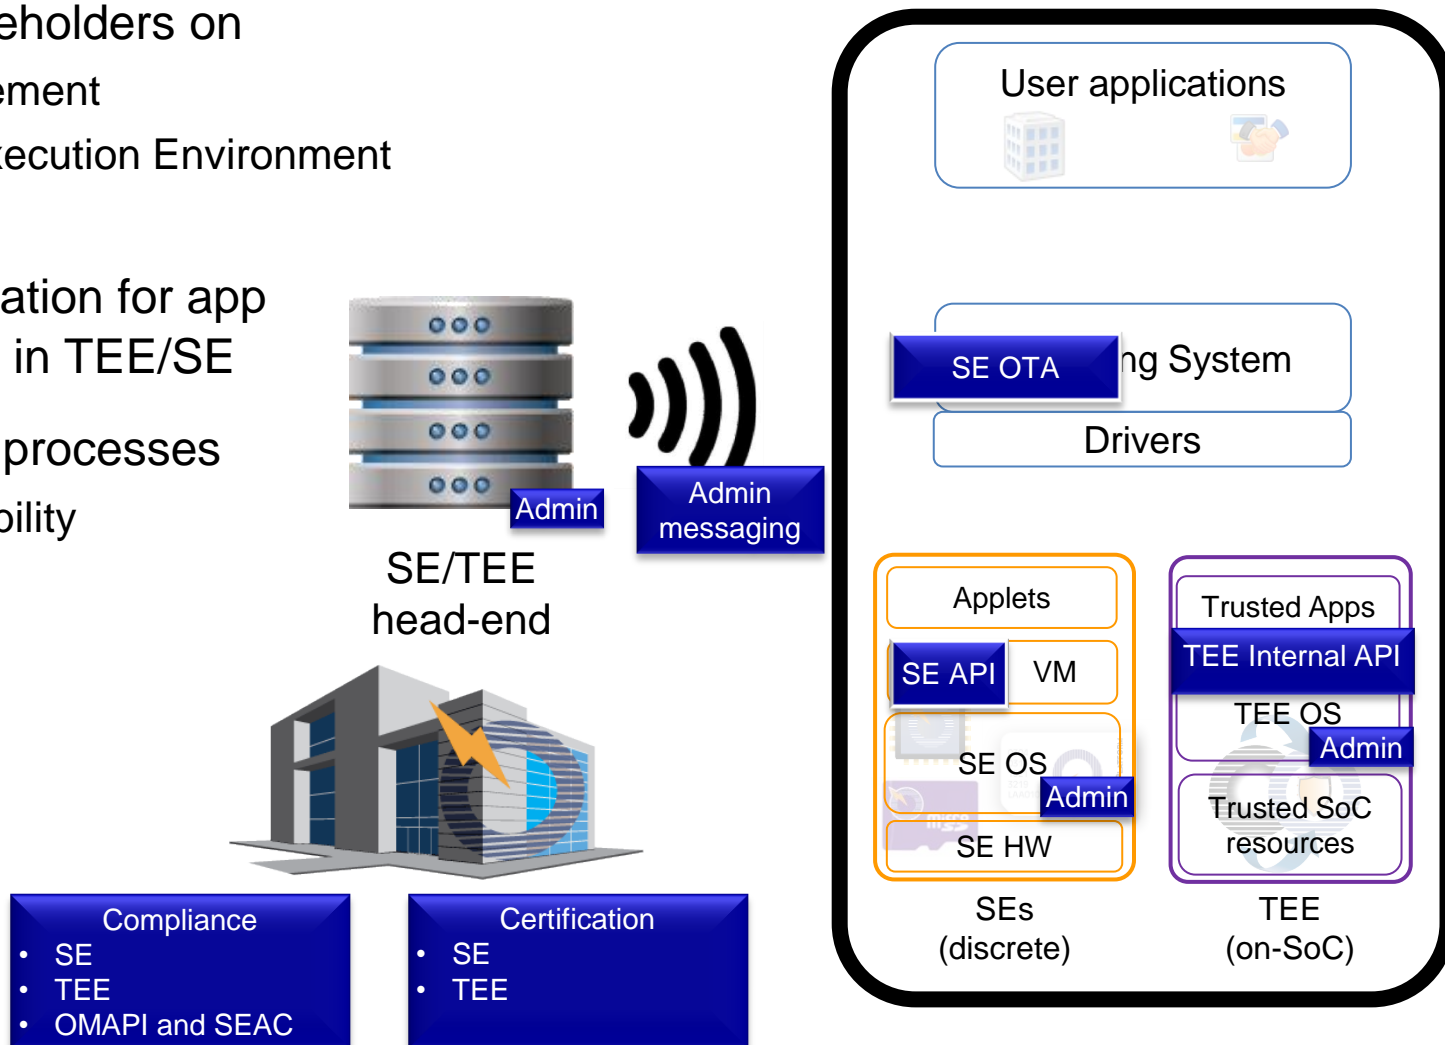 eholders on
ement
xecution Environment
ation for app
in TEE/SE
processes
bility
Admin
Admin
messaging
SE/TEE
head-end
Compliance
• SE
• TEE
• OMAPI and SEAC
Certification
• SE
• TEE
User applications
SE OTA
ng System
Drivers
Applets
SE API
VM
SE OS
Admin
SE HW
SEs
(discrete)
Trusted Apps
TEE Internal API
TEE OS
Admin
Trusted SoC
resources
TEE
(on-SoC)